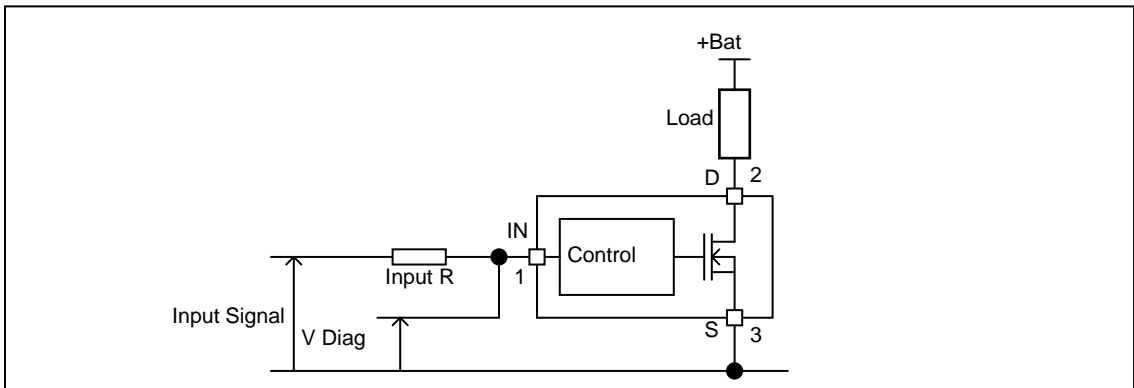 +Bat
Load
D 2
IN
Control
1
Input R
Input Signal
V Diag
S 3